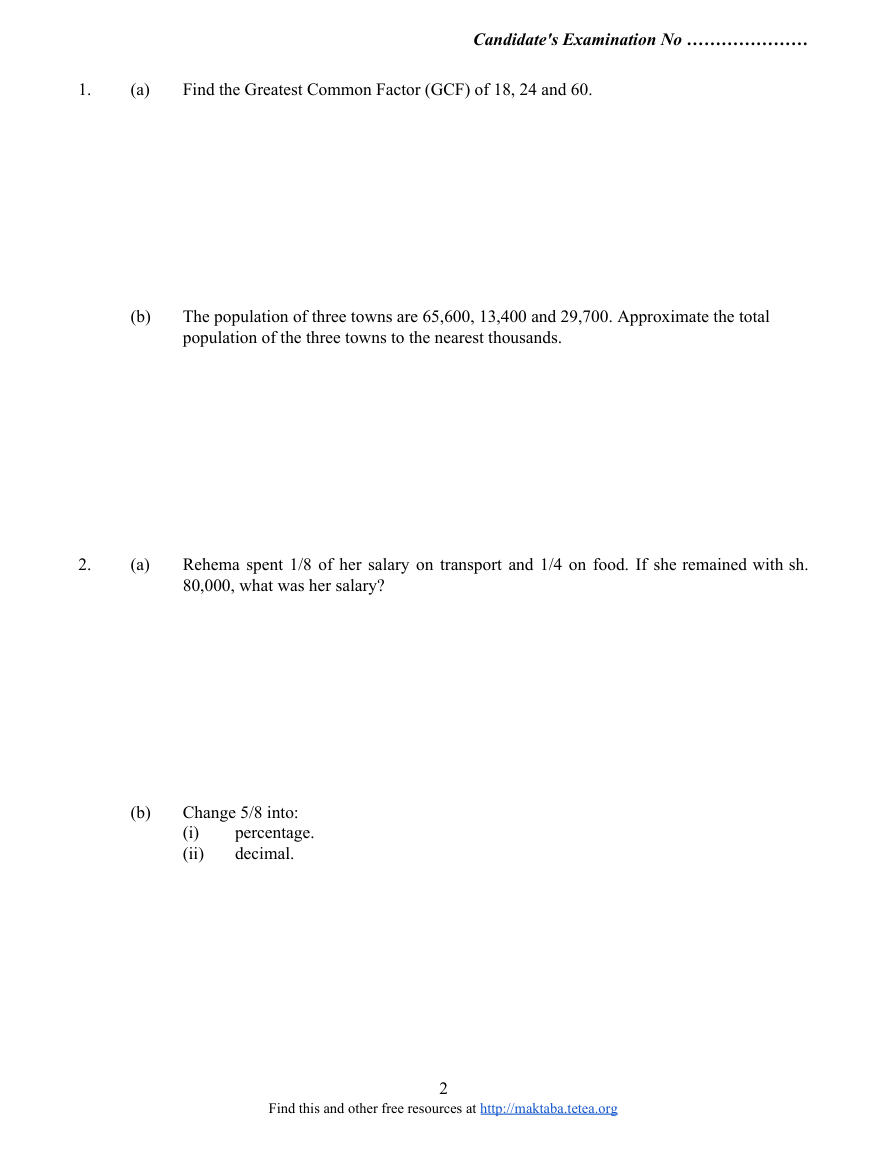 Candidate's Examination No .....................
1. (a) Find the Greatest Common Factor (GCF) of 18, 24 and 60.
(b) The population of three towns are 65,600, 13,400 and 29,700. Approximate the total
population of the three towns to the nearest thousands.
2. (a) Rehema spent 1/8 of her salary on transport and 1/4 on food. If she remained with sh.
80,000, what was her salary?
(b) Change 5/8 into:
(i) percentage.
(ii) decimal.
2
Find this and other free resources at http://maktaba.tetea.org